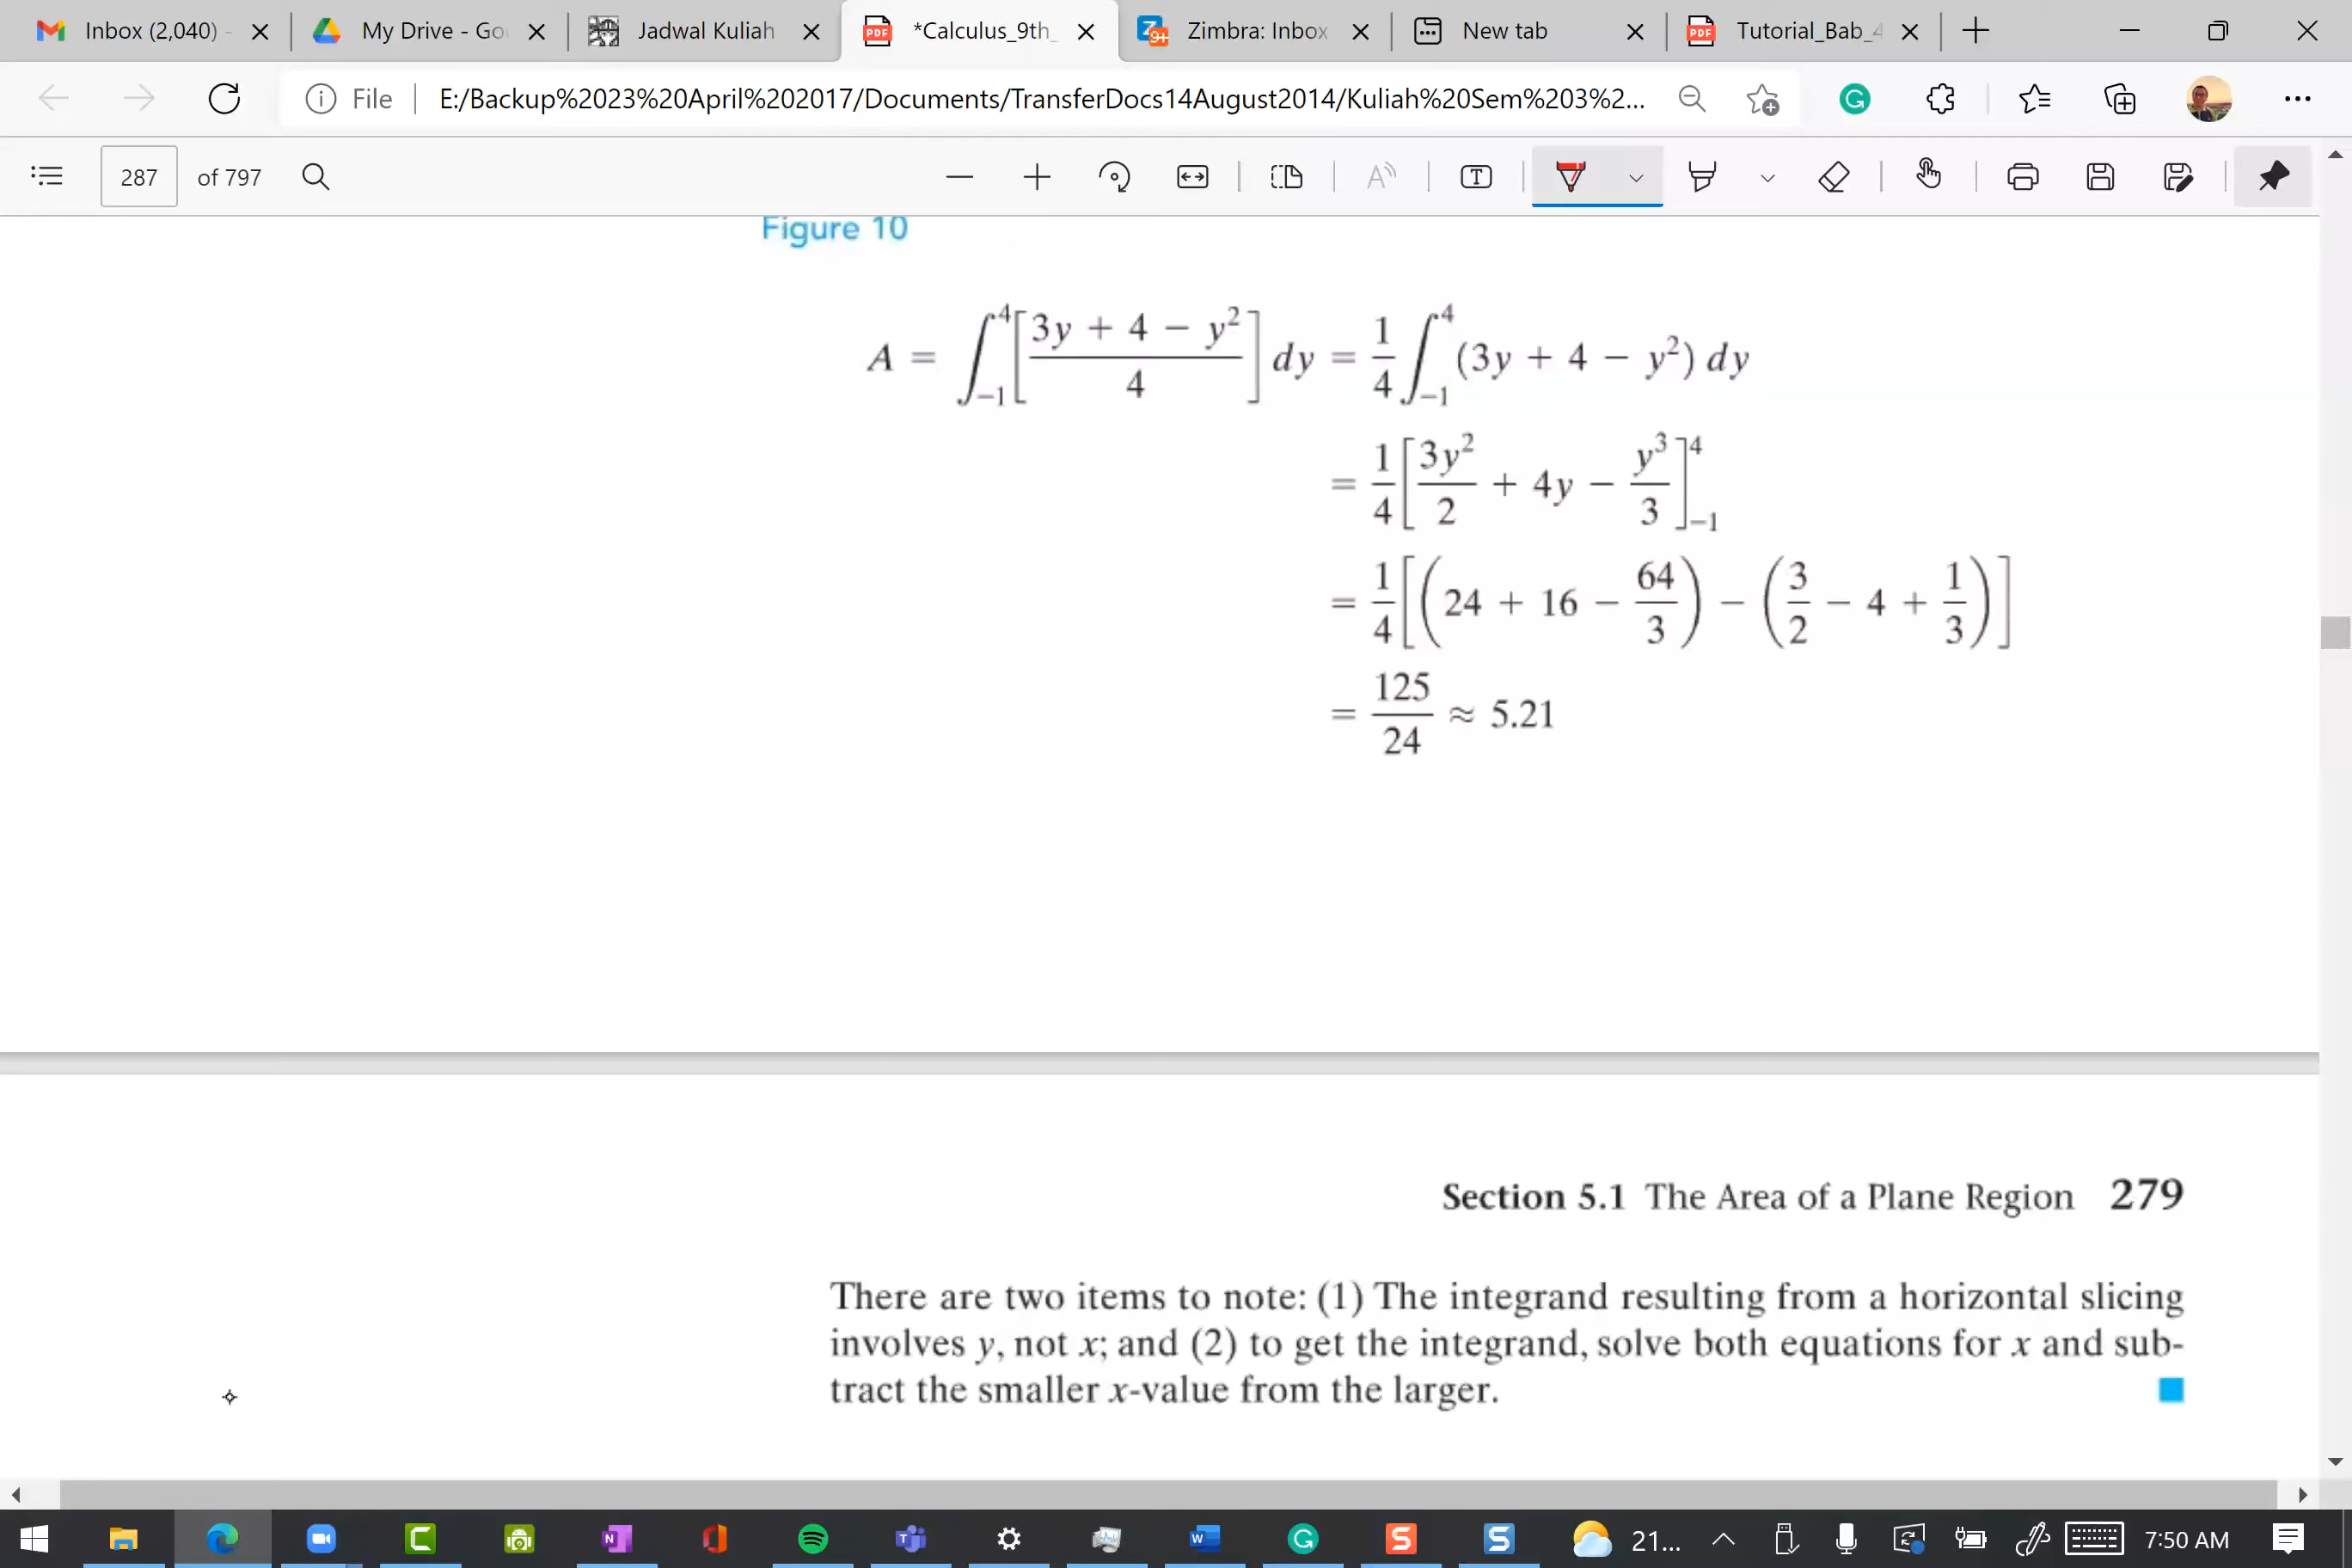 Inbox (2,040) -
My Drive - Go
Jadwal Kuliah
*Calculus_9th_
Zimbra: Inbox
New tab
Tutorial_Bab_4
File
E:/Backup%2023%20April%202017/Documents/TransferDocs14August2014/Kuliah%20Sem%203%2...
287 of 797
Figure 10
A = ∫_{-1}^{4} [ (3y + 4 − y²) / 4 ] dy = 1/4 ∫_{-1}^{4} (3y + 4 − y²) dy
= 1/4 [ 3y²/2 + 4y − y³/3 ]_{-1}^{4}
= 1/4 [ ( 24 + 16 − 64/3 ) − ( 3/2 − 4 + 1/3 ) ]
= 125/24 ≈ 5.21
Section 5.1 The Area of a Plane Region 279
There are two items to note: (1) The integrand resulting from a horizontal slicing
involves y, not x; and (2) to get the integrand, solve both equations for x and sub-
tract the smaller x-value from the larger.
21...
7:50 AM